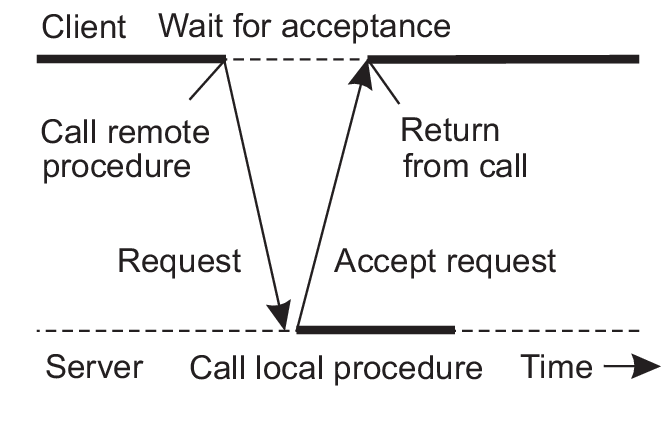 Client Wait for acceptance
Call remote
procedure
Return
from call
Request
Accept request
Server
Call local procedure
Time